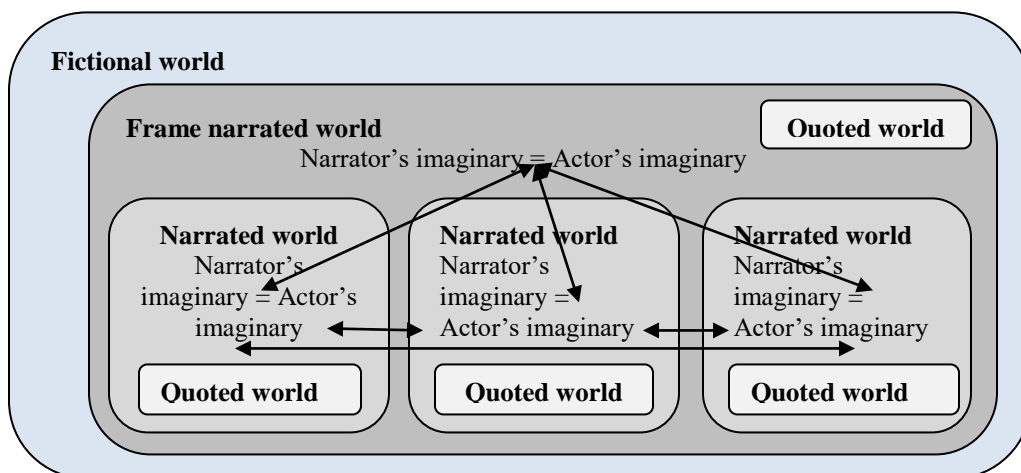 Fictional world
Frame narrated world
Ouoted world
Narrator's imaginary = Actor's imaginary
Narrated world
Narrator's
imaginary = Actor's
imaginary
Narrated world
Narrator's
imaginary =
Actor's imaginary
Narrated world
Narrator's
imaginary =
Actor's imaginary
Quoted world
Quoted world
Quoted world